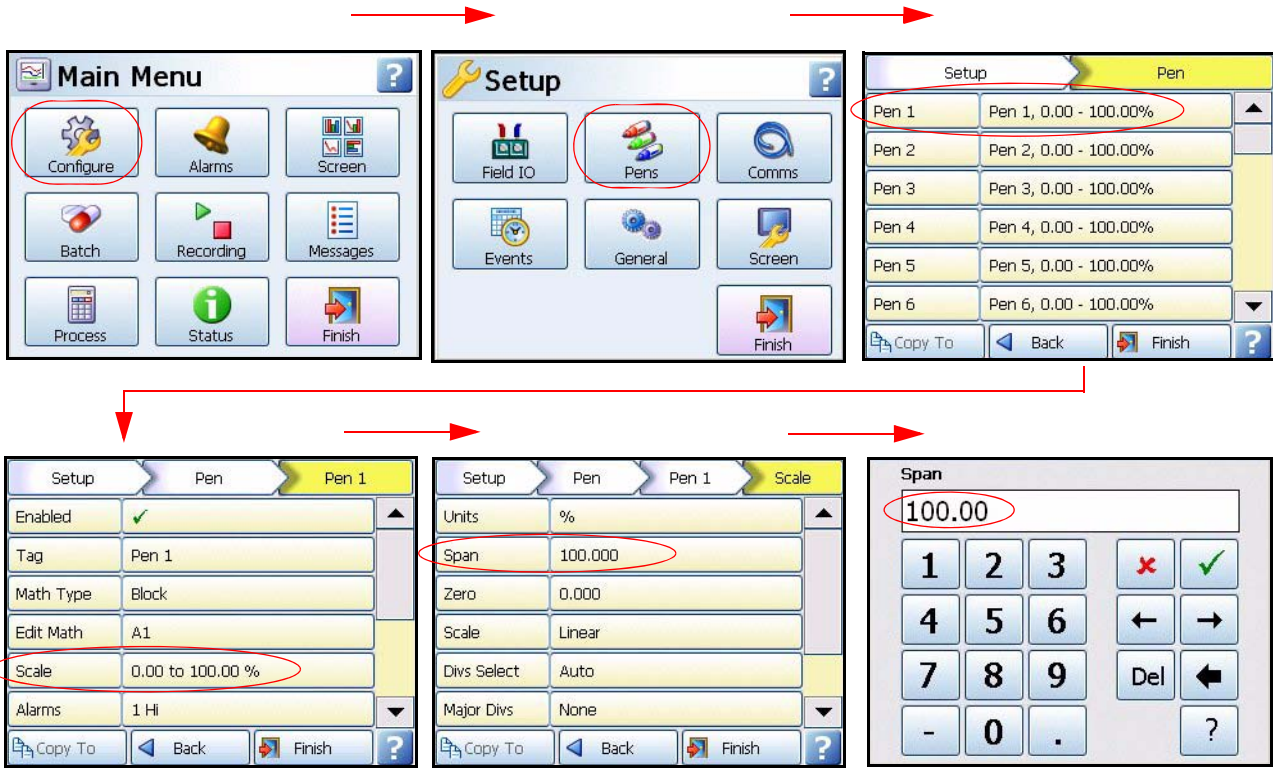 Main Menu ?
Configure Alarms Screen
Batch Recording Messages
Process Status Finish
Setup ?
Field IO Pens Comms
Events General Screen
Finish
Setup Pen
Pen 1 Pen 1, 0.00 - 100.00%
Pen 2 Pen 2, 0.00 - 100.00%
Pen 3 Pen 3, 0.00 - 100.00%
Pen 4 Pen 4, 0.00 - 100.00%
Pen 5 Pen 5, 0.00 - 100.00%
Pen 6 Pen 6, 0.00 - 100.00%
Copy To Back Finish ?
Setup Pen Pen 1
Enabled ✓
Tag Pen 1
Math Type Block
Edit Math A1
Scale 0.00 to 100.00 %
Alarms 1 Hi
Copy To Back Finish ?
Setup Pen Pen 1 Scale
Units %
Span 100.000
Zero 0.000
Scale Linear
Divs Select Auto
Major Divs None
Copy To Back Finish ?
Span
100.00
1 2 3
4 5 6
7 8 9 Del
- 0 . ?